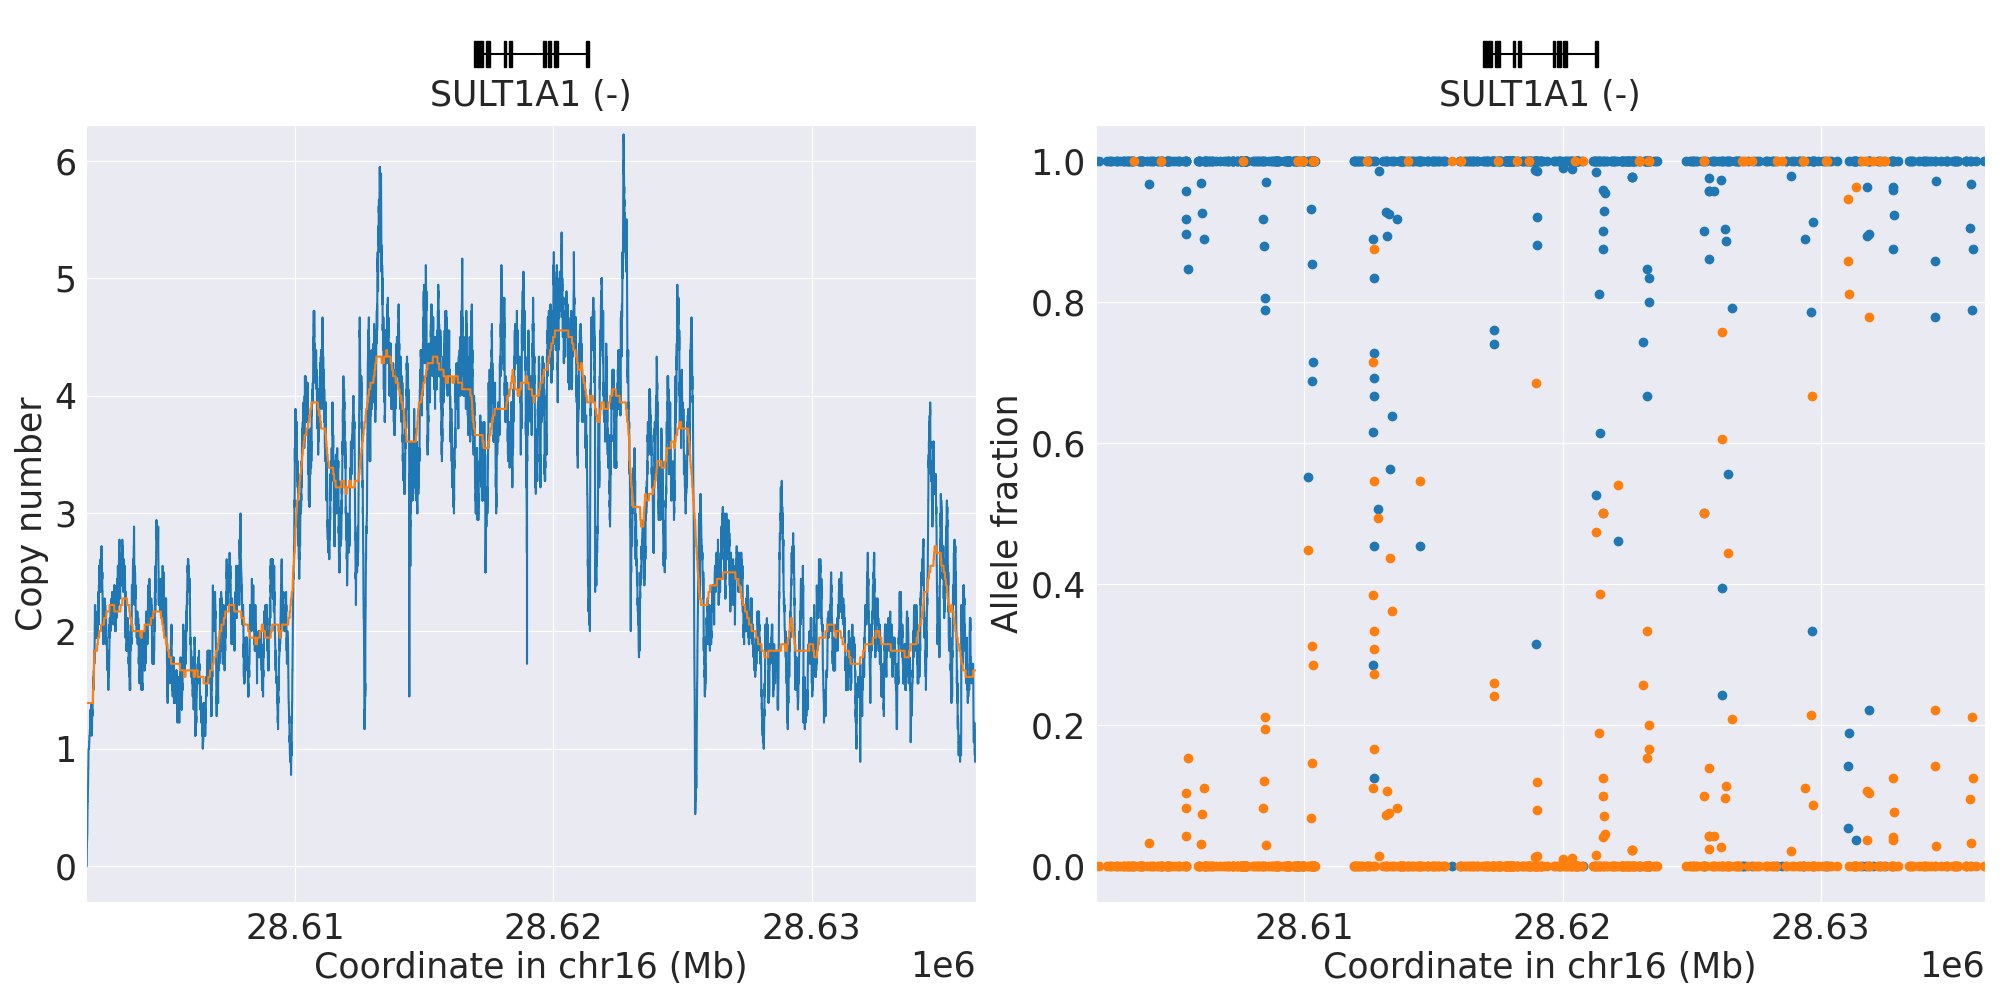 SULT1A1 (-)
6
5
4
3
2
1
0
Copy number
28.61
28.62
28.63
Coordinate in chr16 (Mb)
1e6
SULT1A1 (-)
1.0
0.8
0.6
0.4
0.2
0.0
Allele fraction
28.61
28.62
28.63
Coordinate in chr16 (Mb)
1e6